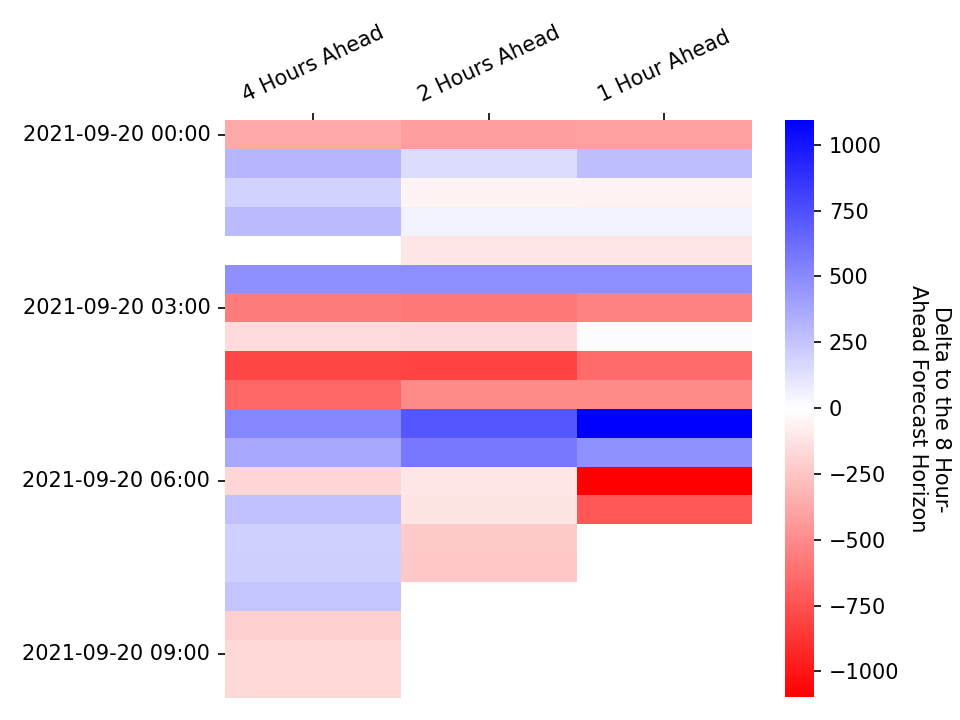 4 Hours Ahead
2 Hours Ahead
1 Hour Ahead
2021-09-20 00:00
2021-09-20 03:00
2021-09-20 06:00
2021-09-20 09:00
1000
750
500
250
0
−250
−500
−750
−1000
Delta to the 8 Hour-
Ahead Forecast Horizon